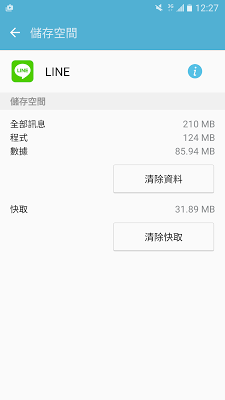 3G 12:27
儲存空間
LINE LINE
儲存空間
全部訊息 210 MB
程式 124 MB
數據 85.94 MB
清除資料
快取 31.89 MB
清除快取